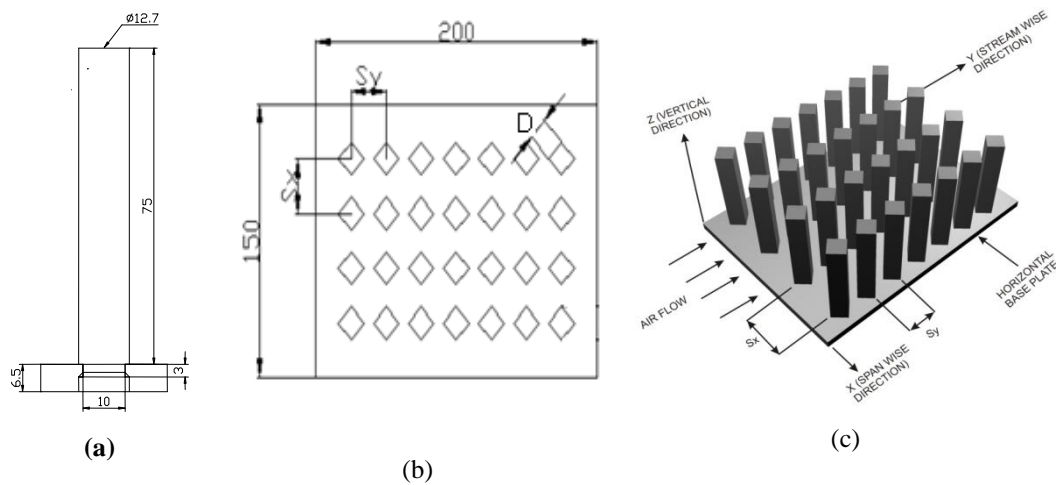 ø12.7
75
6.5
3
10
(a)
200
Sy
D
Sx
150
(b)
Z (VERTICAL
DIRECTION)
Y (STREAM WISE
DIRECTION)
AIR FLOW
Sx
X (SPAN WISE
DIRECTION)
Sy
HORIZONTAL
BASE PLATE
(c)